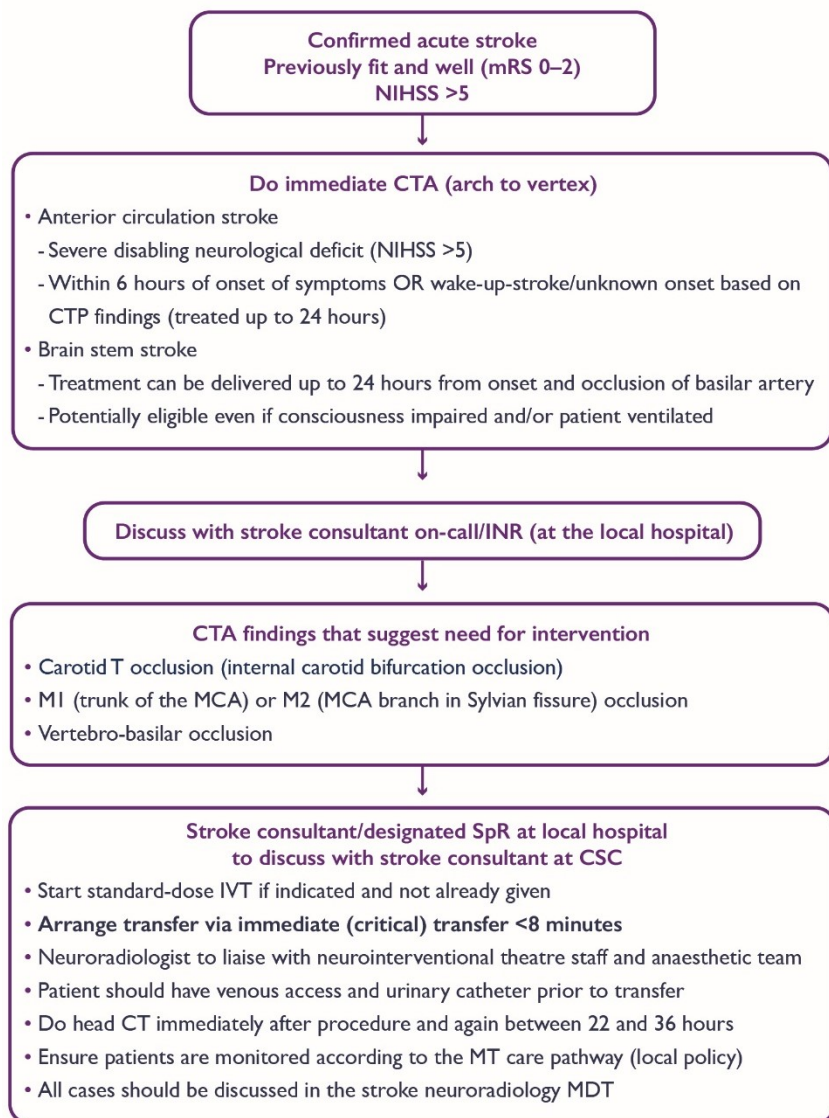 Confirmed acute stroke
Previously fit and well (mRS 0–2)
NIHSS >5
Do immediate CTA (arch to vertex)
• Anterior circulation stroke
- Severe disabling neurological deficit (NIHSS >5)
- Within 6 hours of onset of symptoms OR wake-up-stroke/unknown onset based on
CTP findings (treated up to 24 hours)
• Brain stem stroke
- Treatment can be delivered up to 24 hours from onset and occlusion of basilar artery
- Potentially eligible even if consciousness impaired and/or patient ventilated
Discuss with stroke consultant on-call/INR (at the local hospital)
CTA findings that suggest need for intervention
• Carotid T occlusion (internal carotid bifurcation occlusion)
• M1 (trunk of the MCA) or M2 (MCA branch in Sylvian fissure) occlusion
• Vertebro-basilar occlusion
Stroke consultant/designated SpR at local hospital
to discuss with stroke consultant at CSC
• Start standard-dose IVT if indicated and not already given
• Arrange transfer via immediate (critical) transfer <8 minutes
• Neuroradiologist to liaise with neurointerventional theatre staff and anaesthetic team
• Patient should have venous access and urinary catheter prior to transfer
• Do head CT immediately after procedure and again between 22 and 36 hours
• Ensure patients are monitored according to the MT care pathway (local policy)
• All cases should be discussed in the stroke neuroradiology MDT